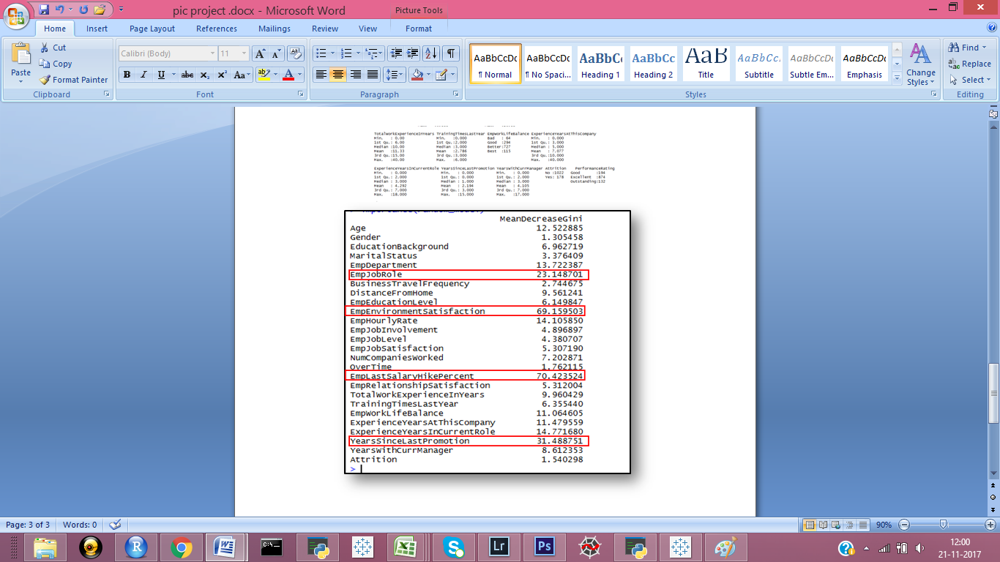 pic project .docx - Microsoft Word
Picture Tools
Home Insert Page Layout References Mailings Review View Format
Paste
Cut
Copy
Format Painter
Clipboard
Calibri (Body) 11
B I U abc x₂ x² Aa
Font
Paragraph
AaBbCcDc AaBbCcDc AaBbCc AaBbCc AaB AaBbCc. AaBbCcDc AaBbCcDc
¶ Normal ¶ No Spaci... Heading 1 Heading 2 Title Subtitle Subtle Em... Emphasis
Change Styles
Styles
Find
Replace
Select
Editing
TotalWorkExperienceInYears TrainingTimesLastYear EmpWorkLifeBalance ExperienceYearsAtThisCompany
Min. : 0.00 Min. :0.000 Bad : 64 Min. : 0.000
1st Qu.: 6.00 1st Qu.:2.000 Good :294 1st Qu.: 3.000
Median :10.00 Median :3.000 Better:727 Median : 5.000
Mean :11.33 Mean :2.786 Best :115 Mean : 7.077
3rd Qu.:15.00 3rd Qu.:3.000 3rd Qu.:10.000
Max. :40.00 Max. :6.000 Max. :40.000
ExperienceYearsInCurrentRole YearsSinceLastPromotion YearsWithCurrManager Attrition PerformanceRating
Min. : 0.000 Min. : 0.000 Min. : 0.000 No :1022 Good :194
1st Qu.: 2.000 1st Qu.: 0.000 1st Qu.: 2.000 Yes: 178 Excellent :874
Median : 3.000 Median : 1.000 Median : 3.000 Outstanding:132
Mean : 4.292 Mean : 2.194 Mean : 4.105
3rd Qu.: 7.000 3rd Qu.: 3.000 3rd Qu.: 7.000
Max. :18.000 Max. :15.000 Max. :17.000
MeanDecreaseGini
Age 12.522885
Gender 1.305458
EducationBackground 6.962719
MaritalStatus 3.376409
EmpDepartment 13.722387
EmpJobRole 23.148701
BusinessTravelFrequency 2.744675
DistanceFromHome 9.561241
EmpEducationLevel 6.149847
EmpEnvironmentSatisfaction 69.159503
EmpHourlyRate 14.105850
EmpJobInvolvement 4.896897
EmpJobLevel 4.380707
EmpJobSatisfaction 5.307190
NumCompaniesWorked 7.202871
OverTime 1.762115
EmpLastSalaryHikePercent 70.423524
EmpRelationshipSatisfaction 5.312004
TotalWorkExperienceInYears 9.960429
TrainingTimesLastYear 6.355440
EmpWorkLifeBalance 11.064605
ExperienceYearsAtThisCompany 11.479559
ExperienceYearsInCurrentRole 14.771680
YearsSinceLastPromotion 31.488751
YearsWithCurrManager 8.612353
Attrition 1.540298
>
Page: 3 of 3 Words: 0 90%
R W C:\ X S Lr Ps
12:00
21-11-2017